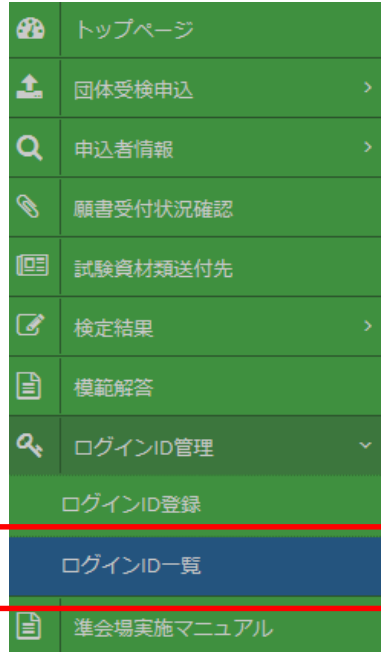 トップページ
団体受検申込
申込者情報
願書受付状況確認
試験資材類送付先
検定結果
模範解答
ログインID管理
ログインID登録
ログインID一覧
準会場実施マニュアル